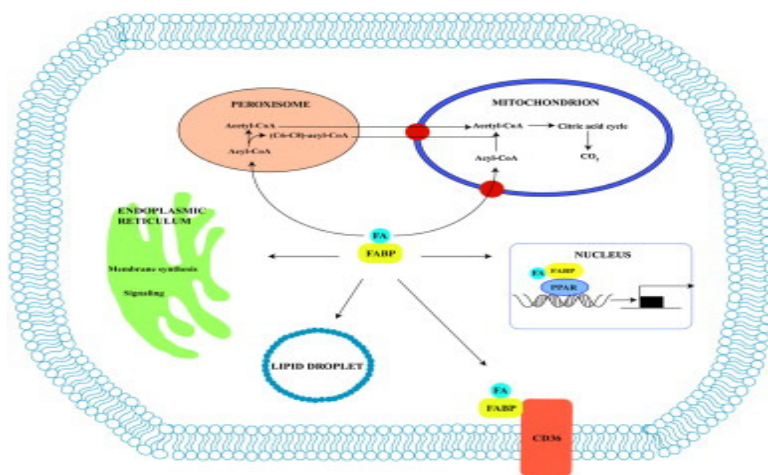 PEROXISOME
Acetyl-CoA
(C6-C8)-acyl-CoA
Acyl-CoA
MITOCHONDRION
Acetyl-CoA
Citric acid cycle
Acyl-CoA
CO2
ENDOPLASMIC
RETICULUM
Membrane synthesis
Signaling
FA
FABP
NUCLEUS
FA
FABP
PPAR
LIPID DROPLET
FA
FABP
CD36